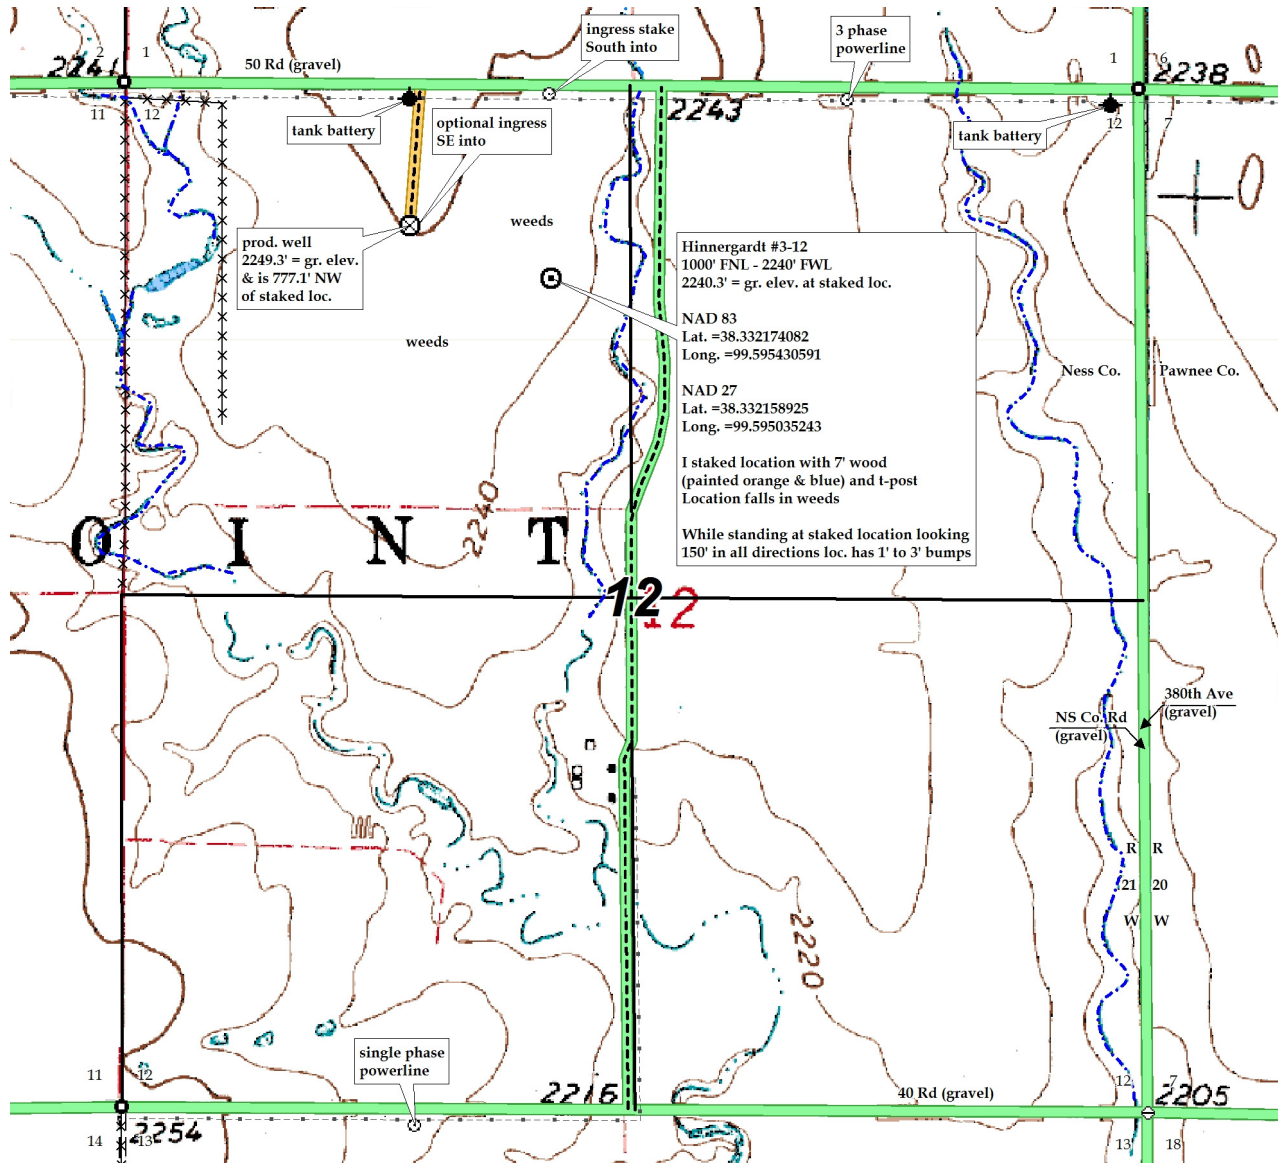 ingress stake
South into
3 phase
powerline
2
1
1
6
2241
50 Rd (gravel)
2238
11
12
tank battery
optional ingress
SE into
2243
tank battery
12
7
0
0
weeds
prod. well
2249.3' = gr. elev.
& is 777.1' NW
of staked loc.
Hinnergardt #3-12
1000' FNL - 2240' FWL
2240.3' = gr. elev. at staked loc.
NAD 83
Lat. =38.332174082
Long. =99.595430591
NAD 27
Lat. =38.332158925
Long. =99.595035243
I staked location with 7' wood
(painted orange & blue) and t-post
Location falls in weeds
While standing at staked location looking
150' in all directions loc. has 1' to 3' bumps
weeds
Ness Co.
Pawnee Co.
2240
O I N T
12
12
380th Ave
(gravel)
NS Co. Rd
(gravel)
R R
21 20
W W
2220
single phase
powerline
11
12
2216
40 Rd (gravel)
12
7
2205
14
13
2254
13
18